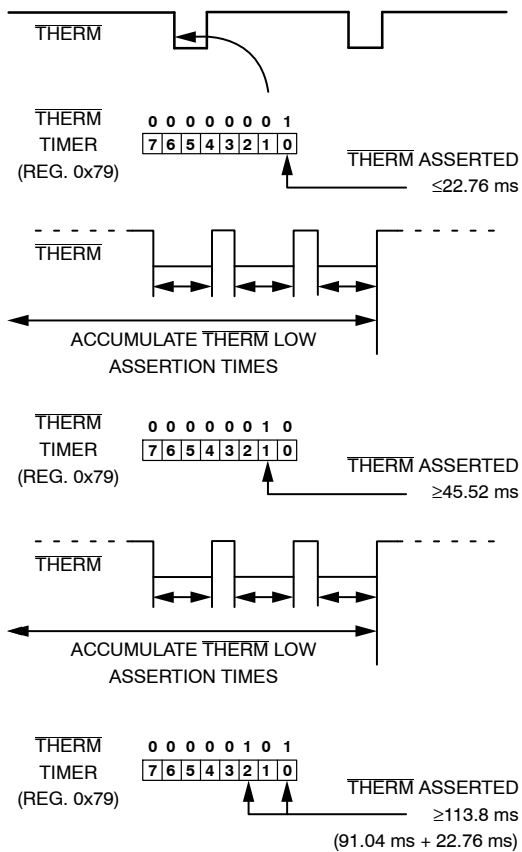 THERM
THERM
TIMER
(REG. 0x79)
0 0 0 0 0 0 0 1
7 6 5 4 3 2 1 0
THERM ASSERTED
≤22.76 ms
THERM
ACCUMULATE THERM LOW
ASSERTION TIMES
THERM
TIMER
(REG. 0x79)
0 0 0 0 0 0 1 0
7 6 5 4 3 2 1 0
THERM ASSERTED
≥45.52 ms
THERM
ACCUMULATE THERM LOW
ASSERTION TIMES
THERM
TIMER
(REG. 0x79)
0 0 0 0 0 1 0 1
7 6 5 4 3 2 1 0
THERM ASSERTED
≥113.8 ms
(91.04 ms + 22.76 ms)